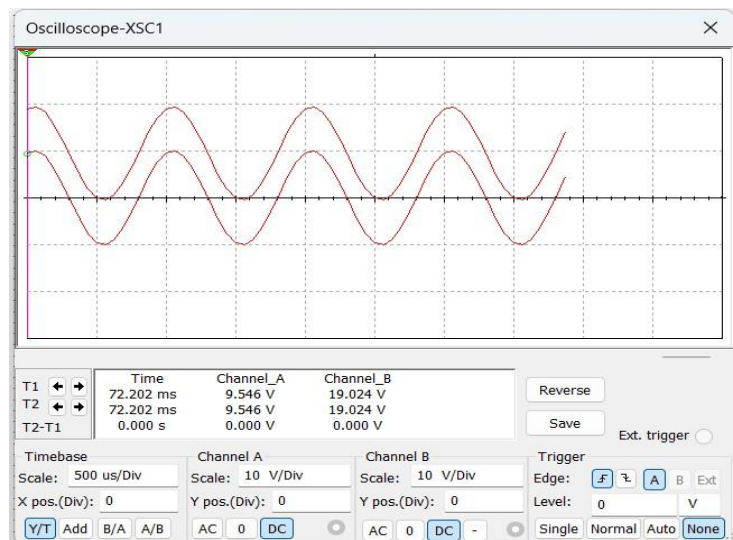 Oscilloscope-XSC1
T1
T2
T2-T1
Time Channel_A Channel_B
72.202 ms 9.546 V 19.024 V
72.202 ms 9.546 V 19.024 V
0.000 s 0.000 V 0.000 V
Reverse
Save
Ext. trigger
Timebase
Scale: 500 us/Div
X pos.(Div): 0
Y/T Add B/A A/B
Channel A
Scale: 10 V/Div
Y pos.(Div): 0
AC 0 DC
Channel B
Scale: 10 V/Div
Y pos.(Div): 0
AC 0 DC -
Trigger
Edge: A B Ext
Level: 0 V
Single Normal Auto None